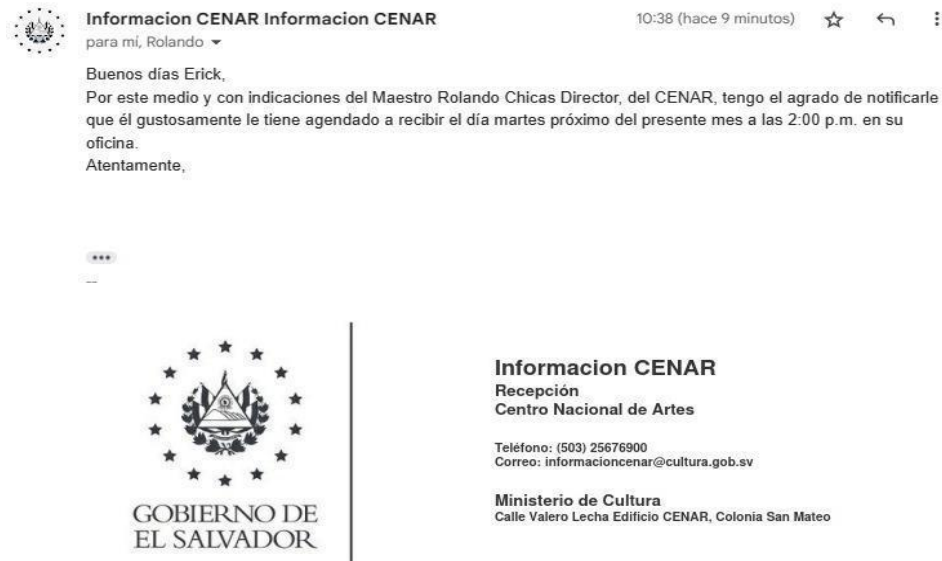 Informacion CENAR Informacion CENAR
10:38 (hace 9 minutos)
para mí, Rolando
Buenos días Erick,
Por este medio y con indicaciones del Maestro Rolando Chicas Director, del CENAR, tengo el agrado de notificarle
que él gustosamente le tiene agendado a recibir el día martes próximo del presente mes a las 2:00 p.m. en su
oficina.
Atentamente,
--
GOBIERNO DE
EL SALVADOR
Informacion CENAR
Recepción
Centro Nacional de Artes
Teléfono: (503) 25676900
Correo: informacioncenar@cultura.gob.sv
Ministerio de Cultura
Calle Valero Lecha Edificio CENAR, Colonia San Mateo